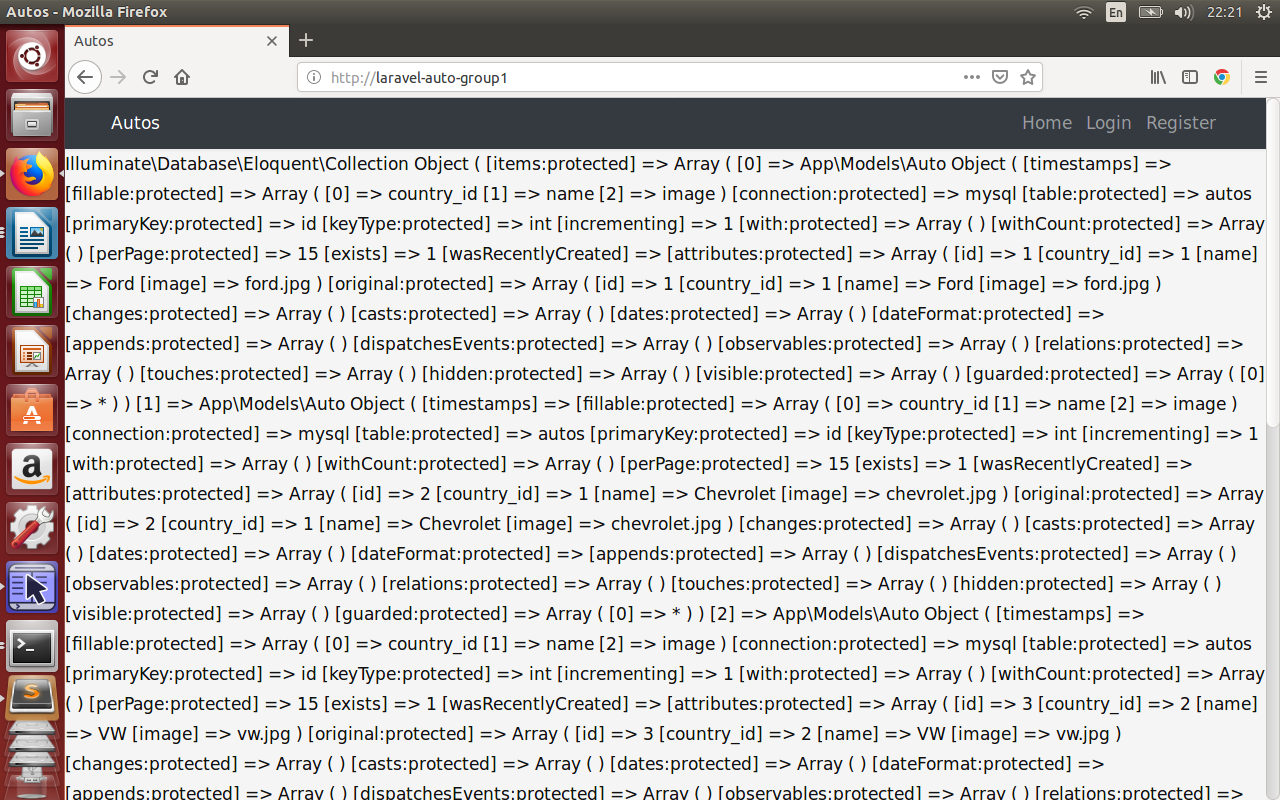 Autos - Mozilla Firefox
En
22:21
Autos
http://laravel-auto-group1
Autos
Home Login Register
Illuminate\Database\Eloquent\Collection Object ( [items:protected] => Array ( [0] => App\Models\Auto Object ( [timestamps] =>
[fillable:protected] => Array ( [0] => country_id [1] => name [2] => image ) [connection:protected] => mysql [table:protected] => autos
[primaryKey:protected] => id [keyType:protected] => int [incrementing] => 1 [with:protected] => Array ( ) [withCount:protected] => Array
( ) [perPage:protected] => 15 [exists] => 1 [wasRecentlyCreated] => [attributes:protected] => Array ( [id] => 1 [country_id] => 1 [name]
=> Ford [image] => ford.jpg ) [original:protected] => Array ( [id] => 1 [country_id] => 1 [name] => Ford [image] => ford.jpg )
[changes:protected] => Array ( ) [casts:protected] => Array ( ) [dates:protected] => Array ( ) [dateFormat:protected] =>
[appends:protected] => Array ( ) [dispatchesEvents:protected] => Array ( ) [observables:protected] => Array ( ) [relations:protected] =>
Array ( ) [touches:protected] => Array ( ) [hidden:protected] => Array ( ) [visible:protected] => Array ( ) [guarded:protected] => Array ( [0]
=> * ) ) [1] => App\Models\Auto Object ( [timestamps] => [fillable:protected] => Array ( [0] => country_id [1] => name [2] => image )
[connection:protected] => mysql [table:protected] => autos [primaryKey:protected] => id [keyType:protected] => int [incrementing] => 1
[with:protected] => Array ( ) [withCount:protected] => Array ( ) [perPage:protected] => 15 [exists] => 1 [wasRecentlyCreated] =>
[attributes:protected] => Array ( [id] => 2 [country_id] => 1 [name] => Chevrolet [image] => chevrolet.jpg ) [original:protected] => Array
( [id] => 2 [country_id] => 1 [name] => Chevrolet [image] => chevrolet.jpg ) [changes:protected] => Array ( ) [casts:protected] => Array
( ) [dates:protected] => Array ( ) [dateFormat:protected] => [appends:protected] => Array ( ) [dispatchesEvents:protected] => Array ( )
[observables:protected] => Array ( ) [relations:protected] => Array ( ) [touches:protected] => Array ( ) [hidden:protected] => Array ( )
[visible:protected] => Array ( ) [guarded:protected] => Array ( [0] => * ) ) [2] => App\Models\Auto Object ( [timestamps] =>
[fillable:protected] => Array ( [0] => country_id [1] => name [2] => image ) [connection:protected] => mysql [table:protected] => autos
[primaryKey:protected] => id [keyType:protected] => int [incrementing] => 1 [with:protected] => Array ( ) [withCount:protected] => Array
( ) [perPage:protected] => 15 [exists] => 1 [wasRecentlyCreated] => [attributes:protected] => Array ( [id] => 3 [country_id] => 2 [name]
=> VW [image] => vw.jpg ) [original:protected] => Array ( [id] => 3 [country_id] => 2 [name] => VW [image] => vw.jpg )
[changes:protected] => Array ( ) [casts:protected] => Array ( ) [dates:protected] => Array ( ) [dateFormat:protected] =>
[appends:protected] => Array ( ) [dispatchesEvents:protected] => Array ( ) [observables:protected] => Array ( ) [relations:protected] =>